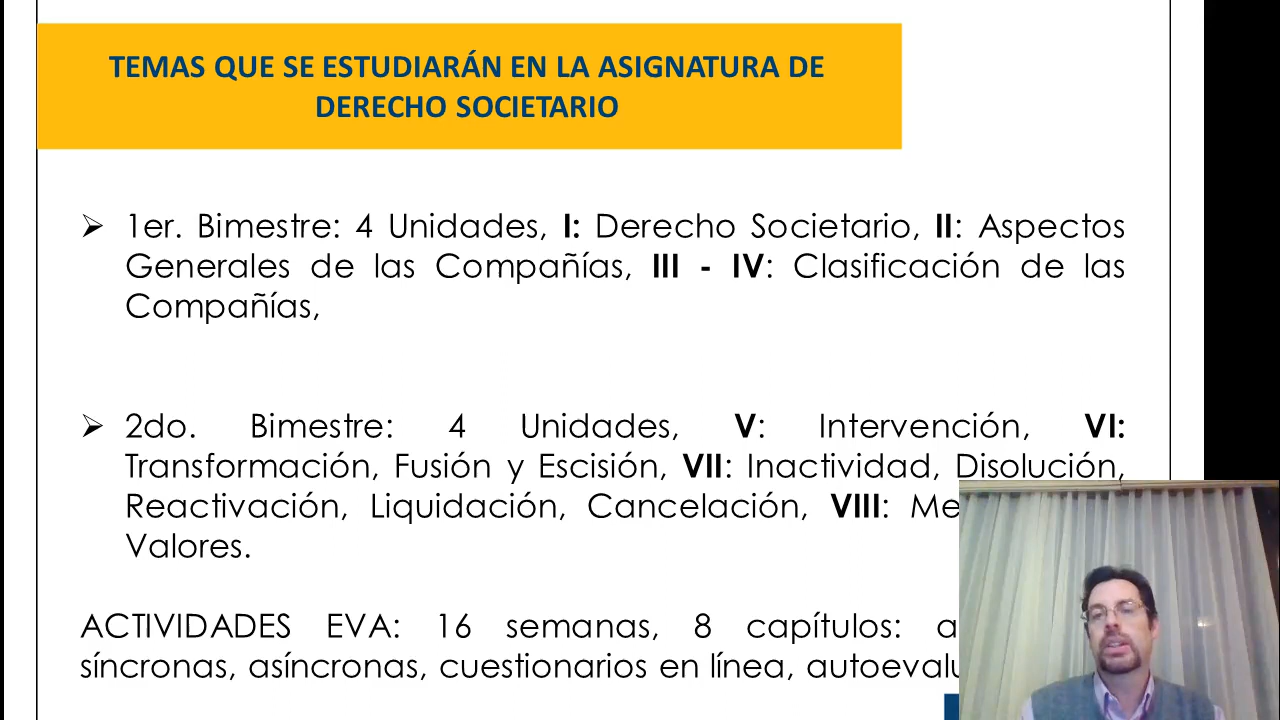 TEMAS QUE SE ESTUDIARÁN EN LA ASIGNATURA DE
DERECHO SOCIETARIO
➢ 1er. Bimestre: 4 Unidades, I: Derecho Societario, II: Aspectos
Generales de las Compañías, III - IV: Clasificación de las
Compañías,
➢ 2do. Bimestre: 4 Unidades, V: Intervención, VI:
Transformación, Fusión y Escisión, VII: Inactividad, Disolución,
Reactivación, Liquidación, Cancelación, VIII:
Valores.
ACTIVIDADES EVA: 16 semanas, 8 capítulos:
síncronas, asíncronas, cuestionarios en línea,